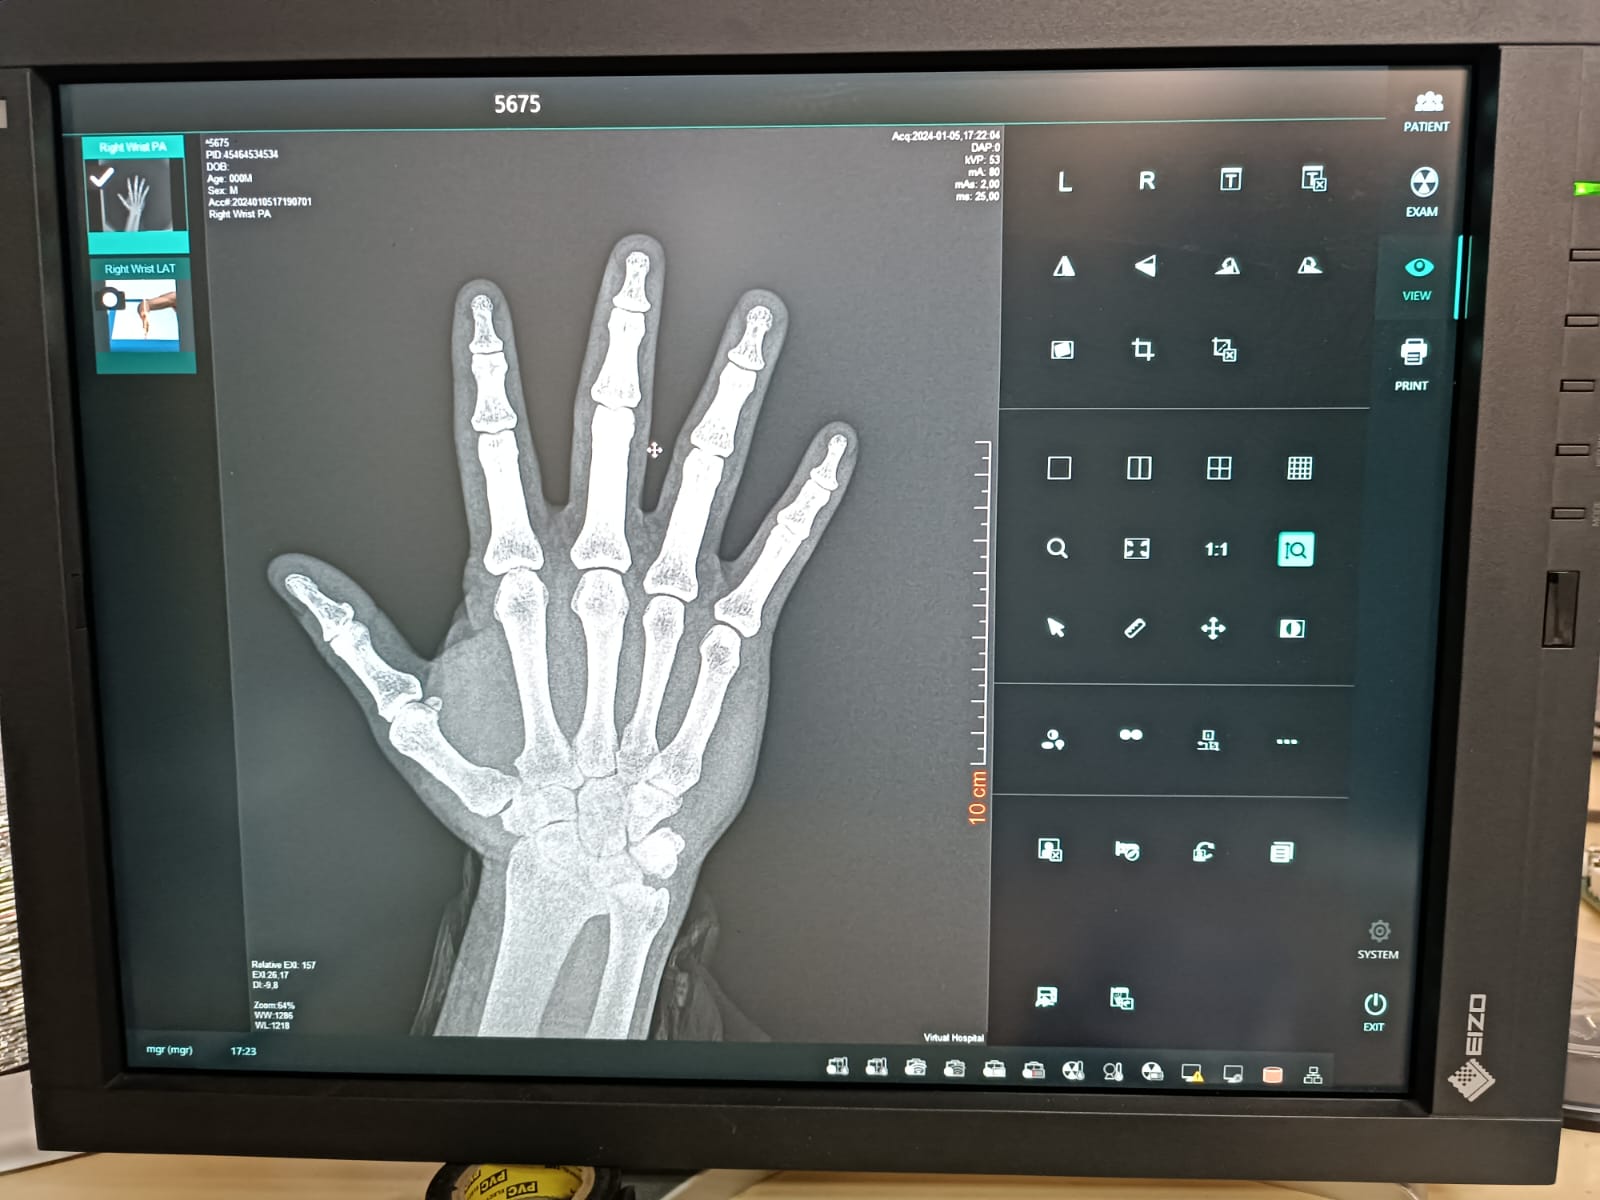 5675
PATIENT
EXAM
VIEW
PRINT
SYSTEM
EXIT
Right Wrist PA
Right Wrist LAT
^5675
PID:45464534534
DOB:
Age: 000M
Sex: M
Acc#:2024010517190701
Right Wrist PA
Acq:2024-01-05,17:22:04
DAP:0
kVP: 53
mA: 80
mAs: 2,00
ms: 25,00
L
R
T
T
1:1
10 cm
Relative EXI: 157
EXI:26,17
DI:-9,8
Zoom:64%
WW:1286
WL:1218
Virtual Hospital
mgr (mgr)
17:23
EIZO
PVC
PVC